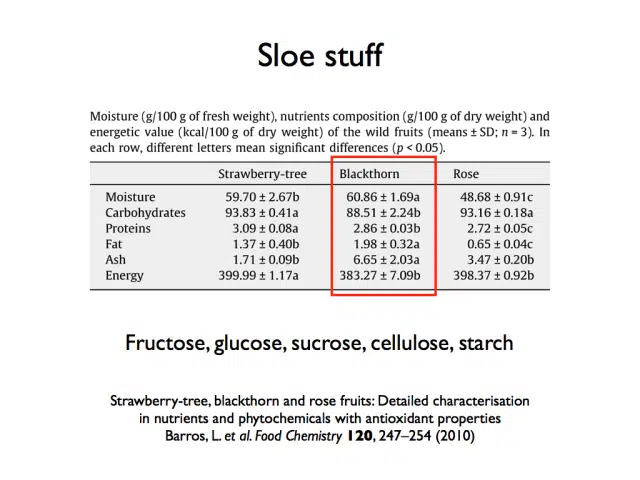 Sloe stuff
Moisture (g/100 g of fresh weight), nutrients composition (g/100 g of dry weight) and
energetic value (kcal/100 g of dry weight) of the wild fruits (means ± SD; n = 3). In
each row, different letters mean significant differences (p < 0.05).
Strawberry-tree Blackthorn Rose
Moisture 59.70 ± 2.67b 60.86 ± 1.69a 48.68 ± 0.91c
Carbohydrates 93.83 ± 0.41a 88.51 ± 2.24b 93.16 ± 0.18a
Proteins 3.09 ± 0.08a 2.86 ± 0.03b 2.72 ± 0.05c
Fat 1.37 ± 0.40b 1.98 ± 0.32a 0.65 ± 0.04c
Ash 1.71 ± 0.09b 6.65 ± 2.03a 3.47 ± 0.20b
Energy 399.99 ± 1.17a 383.27 ± 7.09b 398.37 ± 0.92b
Fructose, glucose, sucrose, cellulose, starch
Strawberry-tree, blackthorn and rose fruits: Detailed characterisation
in nutrients and phytochemicals with antioxidant properties
Barros, L. et al. Food Chemistry 120, 247–254 (2010)